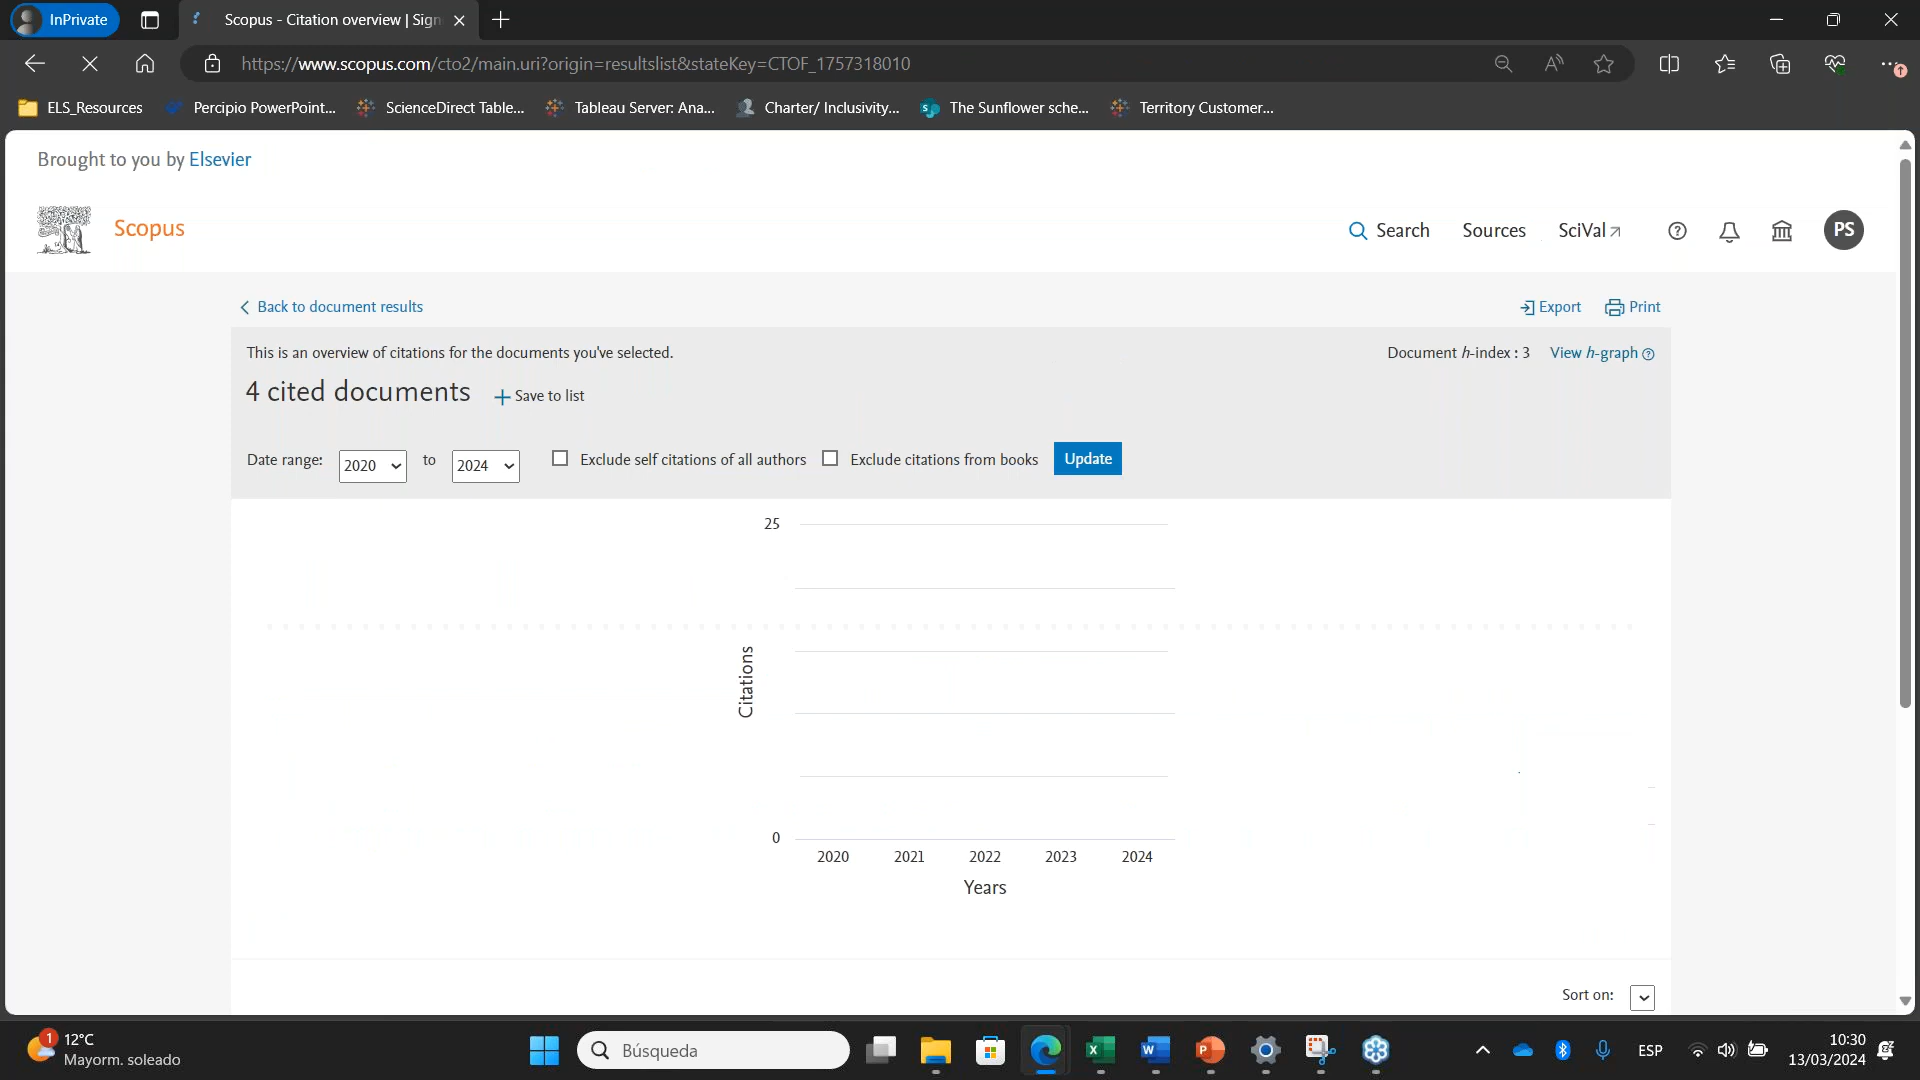 InPrivate
Scopus - Citation overview | Sign
https://www.scopus.com/cto2/main.uri?origin=resultslist&stateKey=CTOF_1757318010
ELS_Resources
Percipio PowerPoint...
ScienceDirect Table...
Tableau Server: Ana...
Charter/ Inclusivity...
The Sunflower sche...
Territory Customer...
Brought to you by Elsevier
Scopus
Search
Sources
SciVal
PS
Back to document results
Export
Print
This is an overview of citations for the documents you've selected.
Document h-index : 3
View h-graph
4 cited documents
Save to list
Date range:
2020
to
2024
Exclude self citations of all authors
Exclude citations from books
Update
25
Citations
0
2020 2021 2022 2023 2024
Years
Sort on:
1
12°C
Mayorm. soleado
Búsqueda
ESP
10:30
13/03/2024